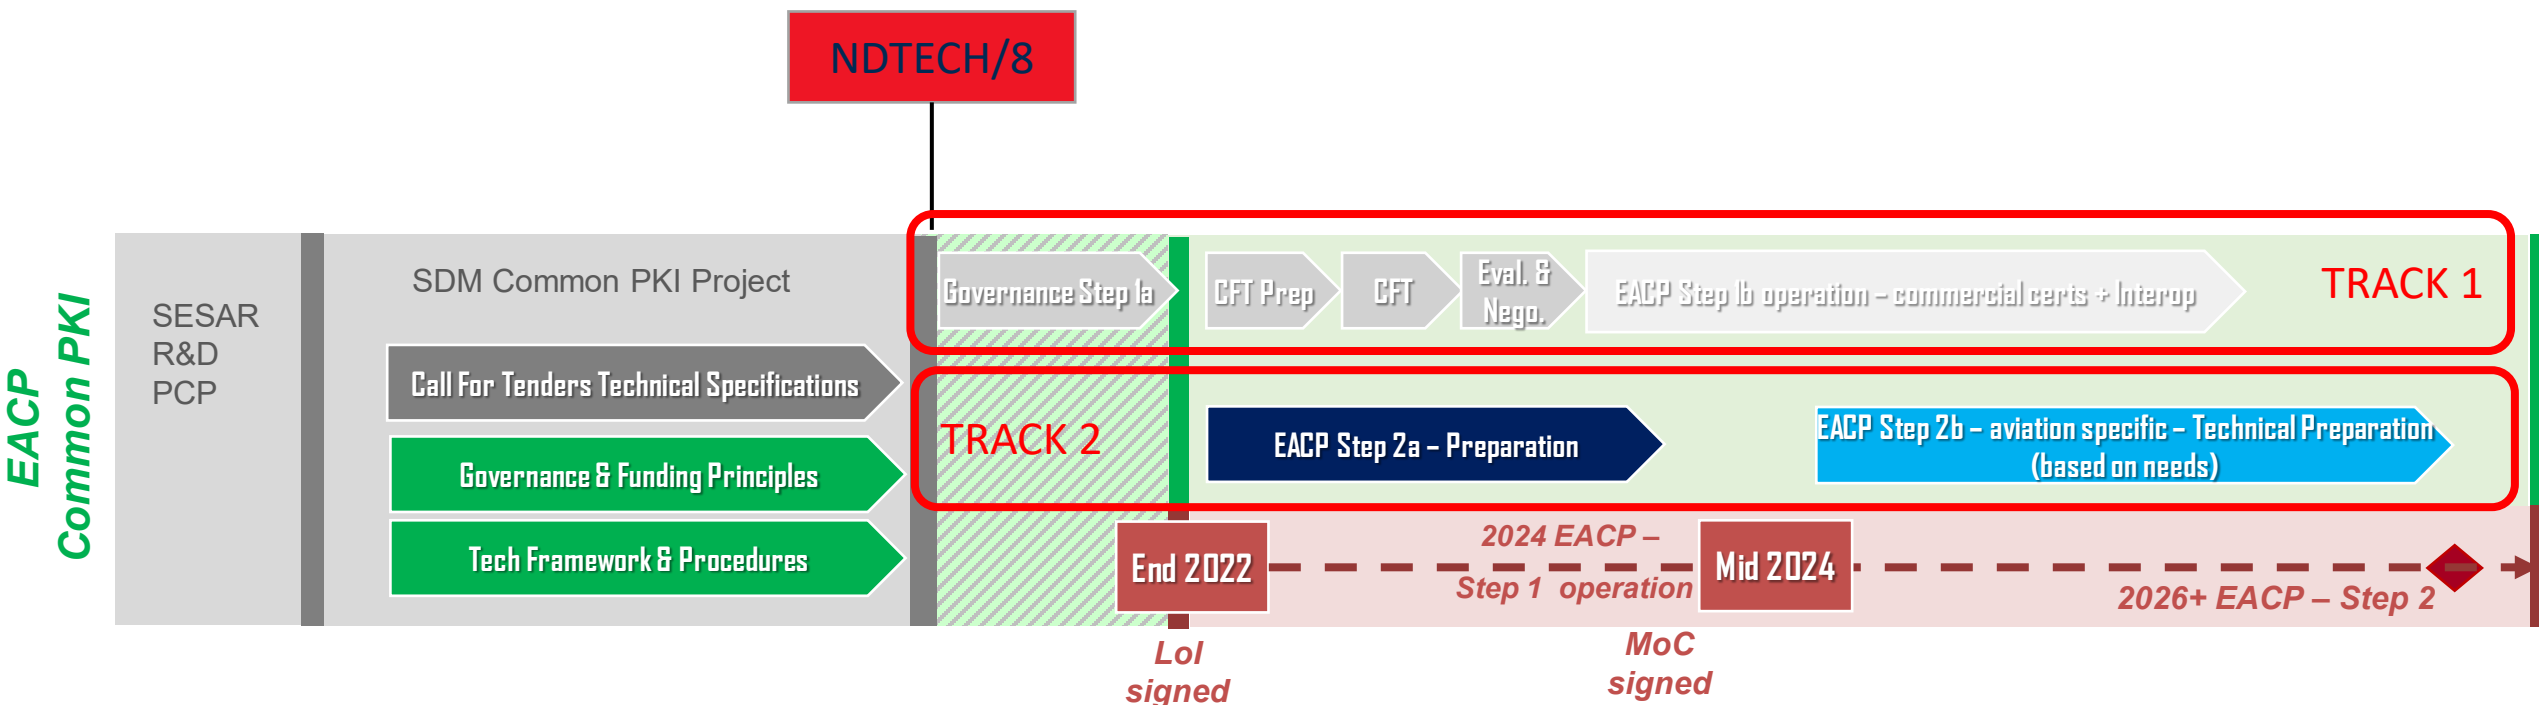 NDTECH/8
EACP
Common PKI
SESAR
R&D
PCP
SDM Common PKI Project
Call For Tenders Technical Specifications
Governance & Funding Principles
Tech Framework & Procedures
Governance Step 1a
CFT Prep
CFT
Eval. &
Nego.
EACP Step 1b operation – commercial certs + Interop
TRACK 1
TRACK 2
EACP Step 2a – Preparation
EACP Step 2b – aviation specific – Technical Preparation
(based on needs)
End 2022
2024 EACP –
Step 1 operation
Mid 2024
2026+ EACP – Step 2
LoI
signed
MoC
signed